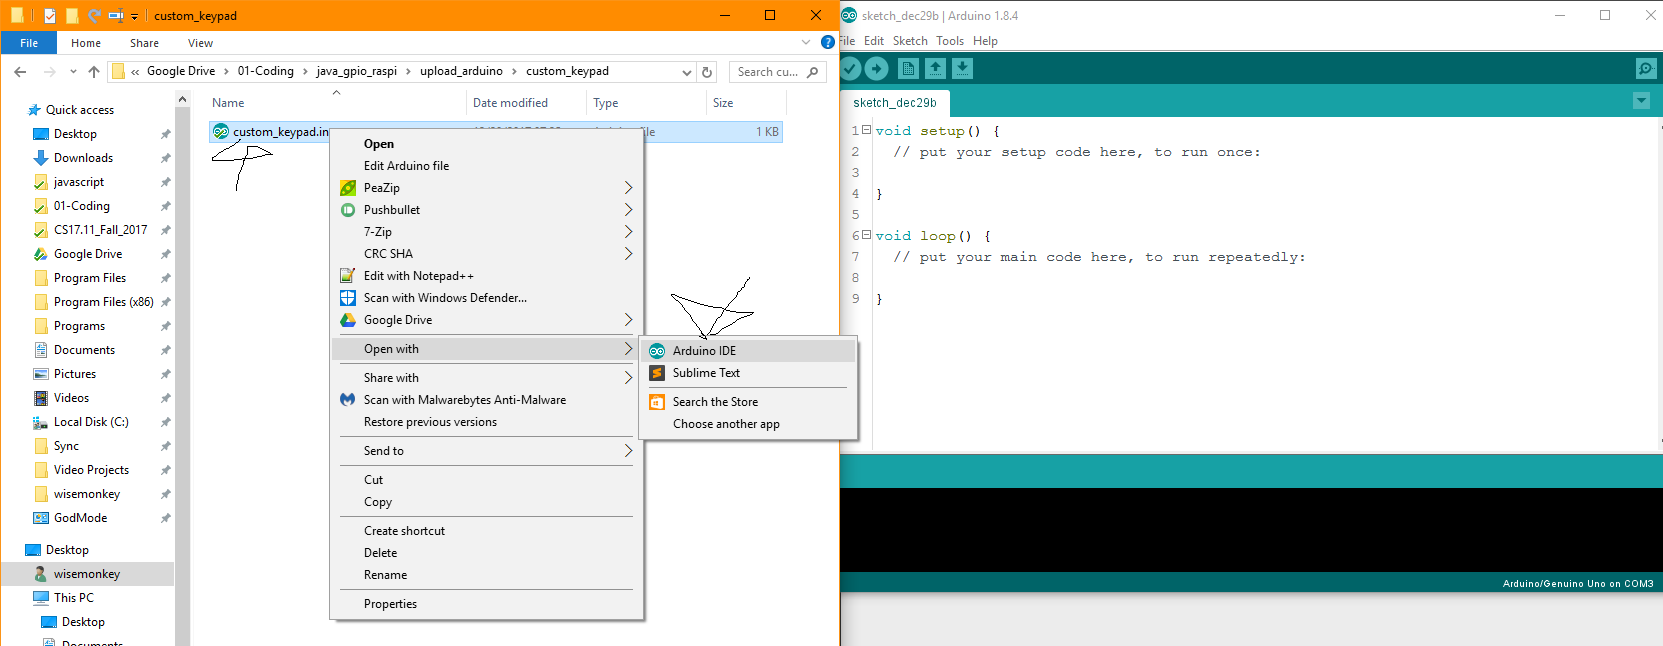 custom_keypad
File Home Share View
« Google Drive › 01-Coding › java_gpio_raspi › upload_arduino › custom_keypad
Search cu...
Name Date modified Type Size
custom_keypad.in
1 KB
Quick access
Desktop
Downloads
javascript
01-Coding
CS17.11_Fall_2017
Google Drive
Program Files
Program Files (x86)
Programs
Documents
Pictures
Videos
Local Disk (C:)
Sync
Video Projects
wisemonkey
GodMode
Desktop
wisemonkey
This PC
Desktop
Documents
Open
Edit Arduino file
PeaZip
Pushbullet
7-Zip
CRC SHA
Edit with Notepad++
Scan with Windows Defender...
Google Drive
Open with
Share with
Scan with Malwarebytes Anti-Malware
Restore previous versions
Send to
Cut
Copy
Create shortcut
Delete
Rename
Properties
Arduino IDE
Sublime Text
Search the Store
Choose another app
sketch_dec29b | Arduino 1.8.4
File Edit Sketch Tools Help
sketch_dec29b
1 void setup() {
2 // put your setup code here, to run once:
3
4 }
5
6 void loop() {
7 // put your main code here, to run repeatedly:
8
9 }
Arduino/Genuino Uno on COM3